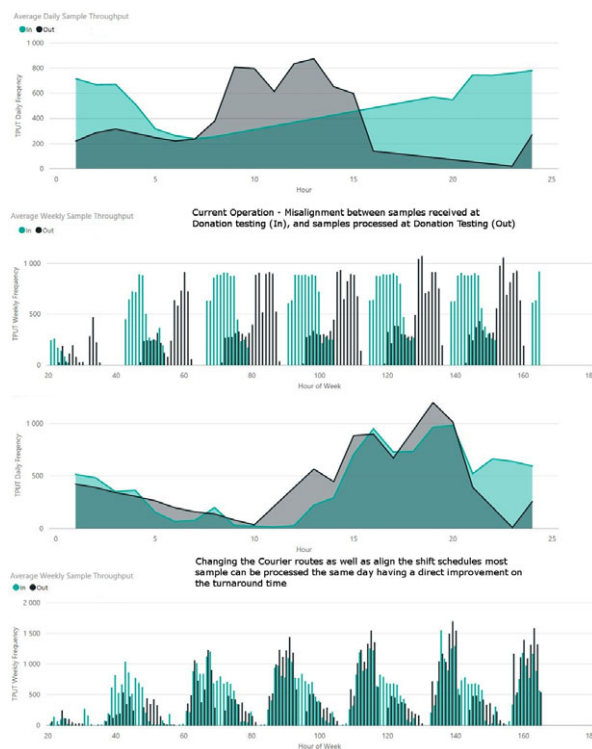 Average Daily Sample Throughput
In Out
1 000
800
600
400
200
0
TPUT Daily Freqency
0 5 10 15 20 25
Hour
Average Weekly Sample Throughput
Current Operation - Misalignment between samples received at
Donation testing (In), and samples processed at Donation Testing (Out)
In Out
1 000
500
0
TPUT Weekly Frequency
20 40 60 80 100 120 140 160
Hour of Week
1 000
500
0
TPUT Daily Freqency
0 5 10 15 20 25
Hour
Changing the Courier routes as well as align the shift schedules most
sample can be processed the same day having a direct improvement on
the turnaround time
Average Weekly Sample Throughput
In Out
2 000
1 500
1 000
500
0
TPUT Weekly Frequency
20 40 60 80 100 120 140 160
Hour of Week